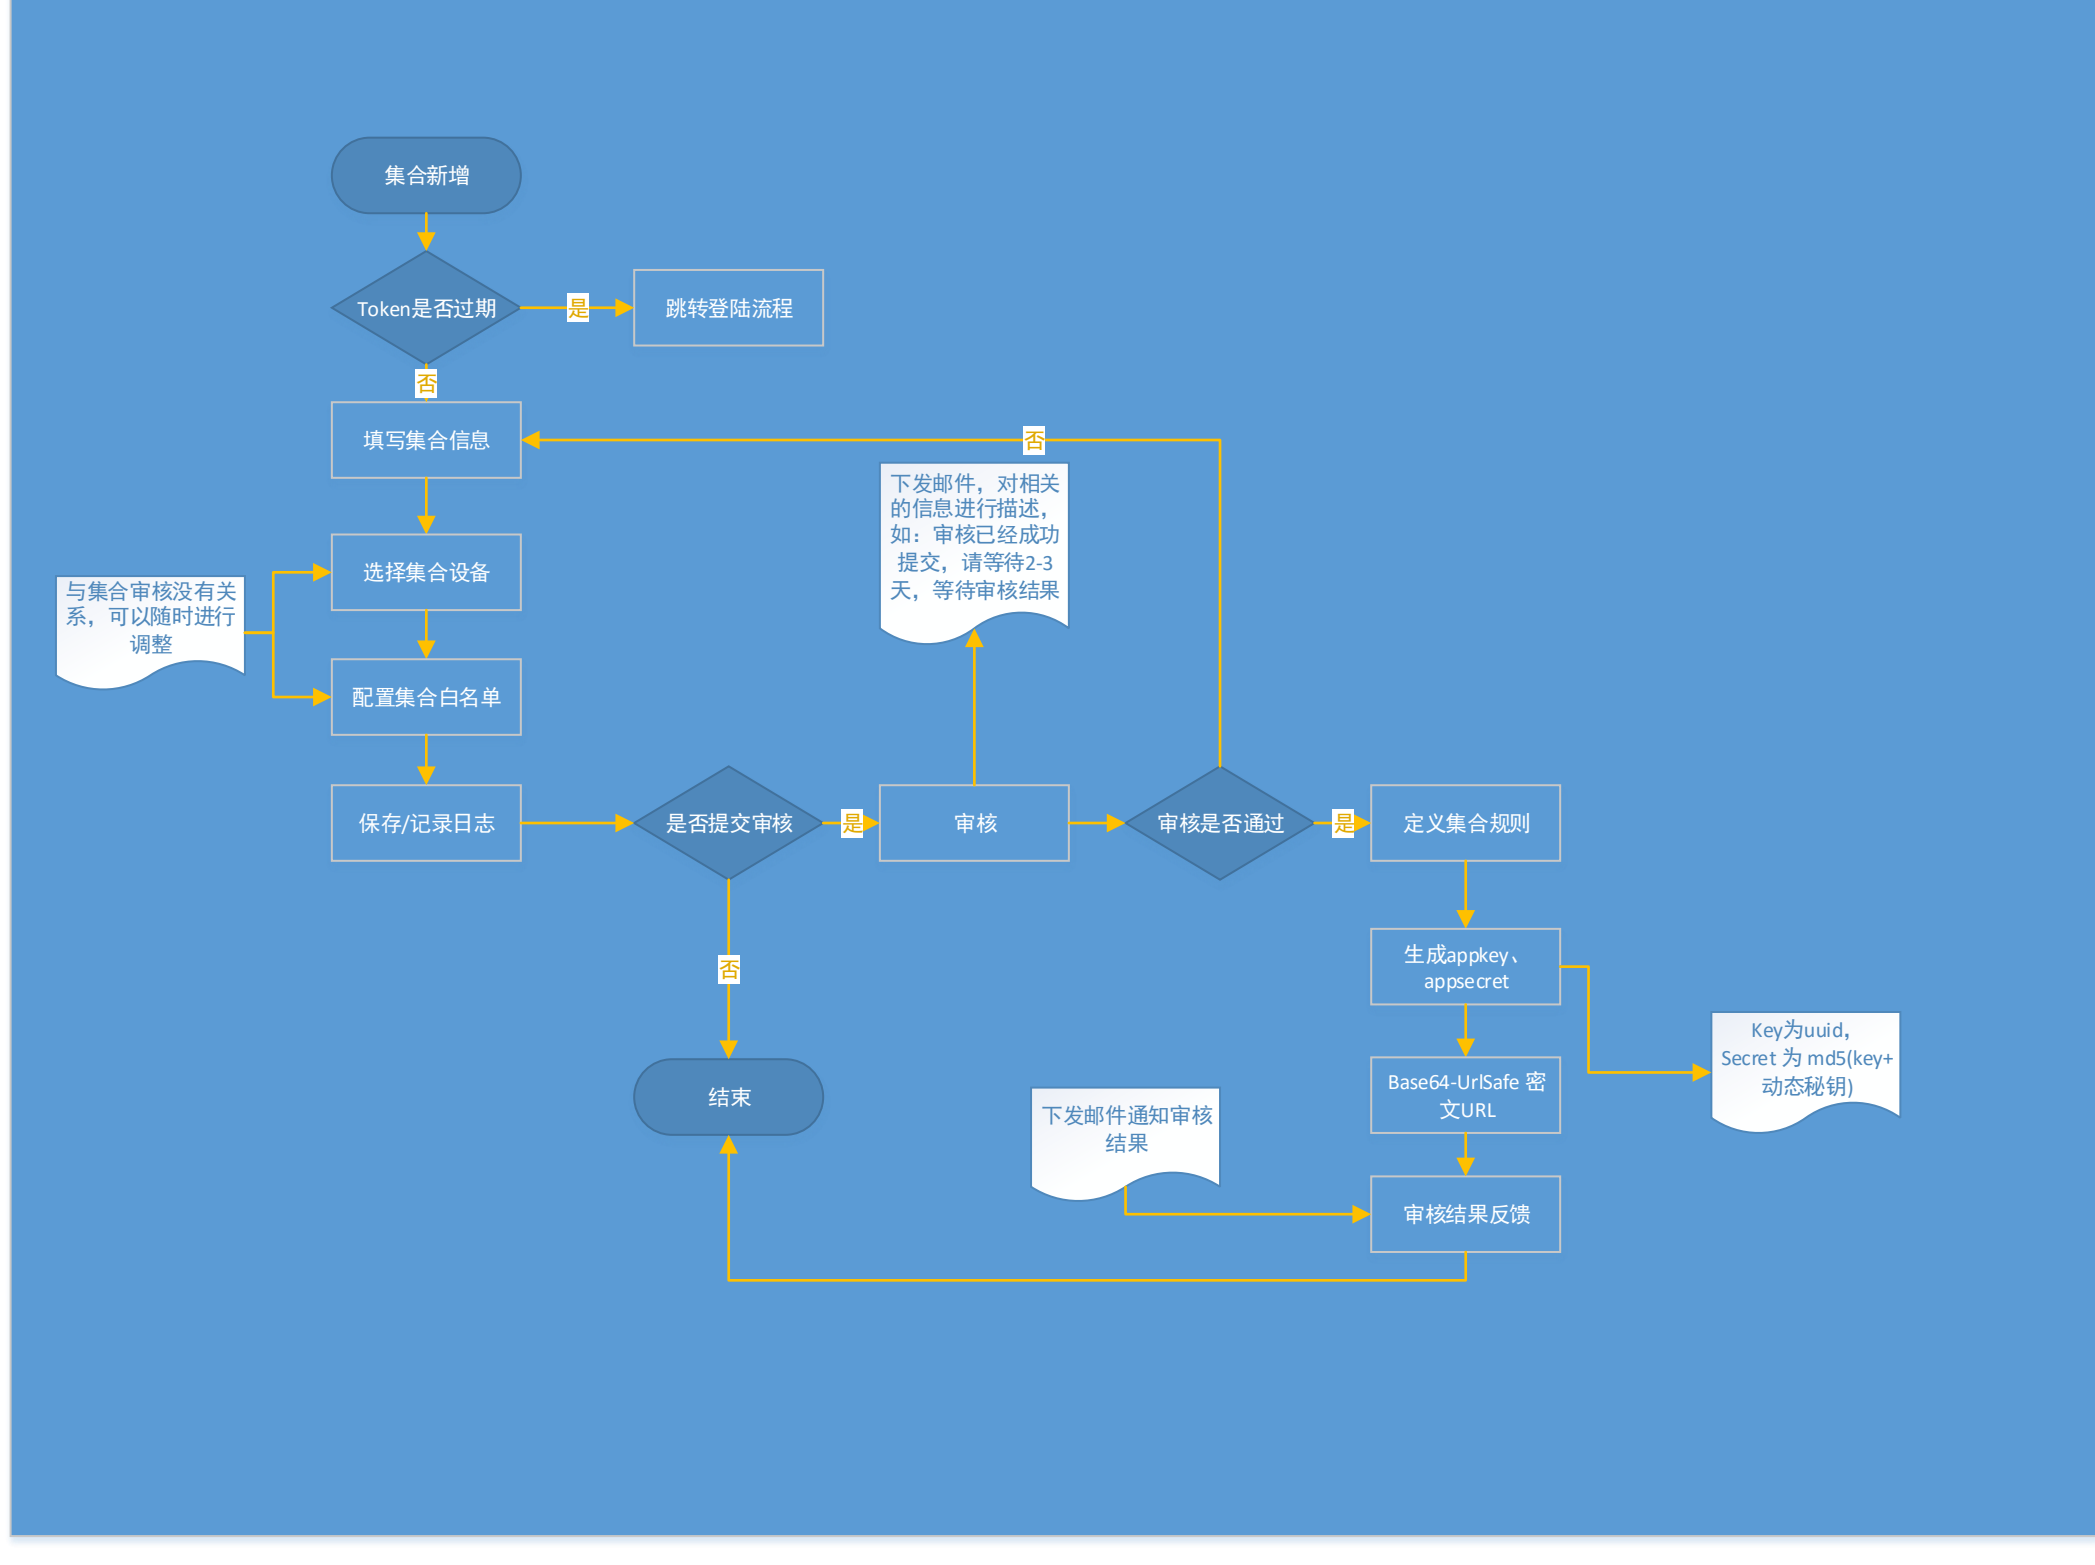 集合新增
Token是否过期
是
跳转登陆流程
否
填写集合信息
否
下发邮件，对相关
的信息进行描述，
如：审核已经成功
提交，请等待2-3
天，等待审核结果
选择集合设备
与集合审核没有关
系，可以随时进行
调整
配置集合白名单
保存/记录日志
是否提交审核
是
审核
审核是否通过
是
定义集合规则
否
生成appkey、
appsecret
Key为uuid，
Secret 为 md5(key+
动态秘钥)
结束
Base64-UrlSafe 密
文URL
下发邮件通知审核
结果
审核结果反馈